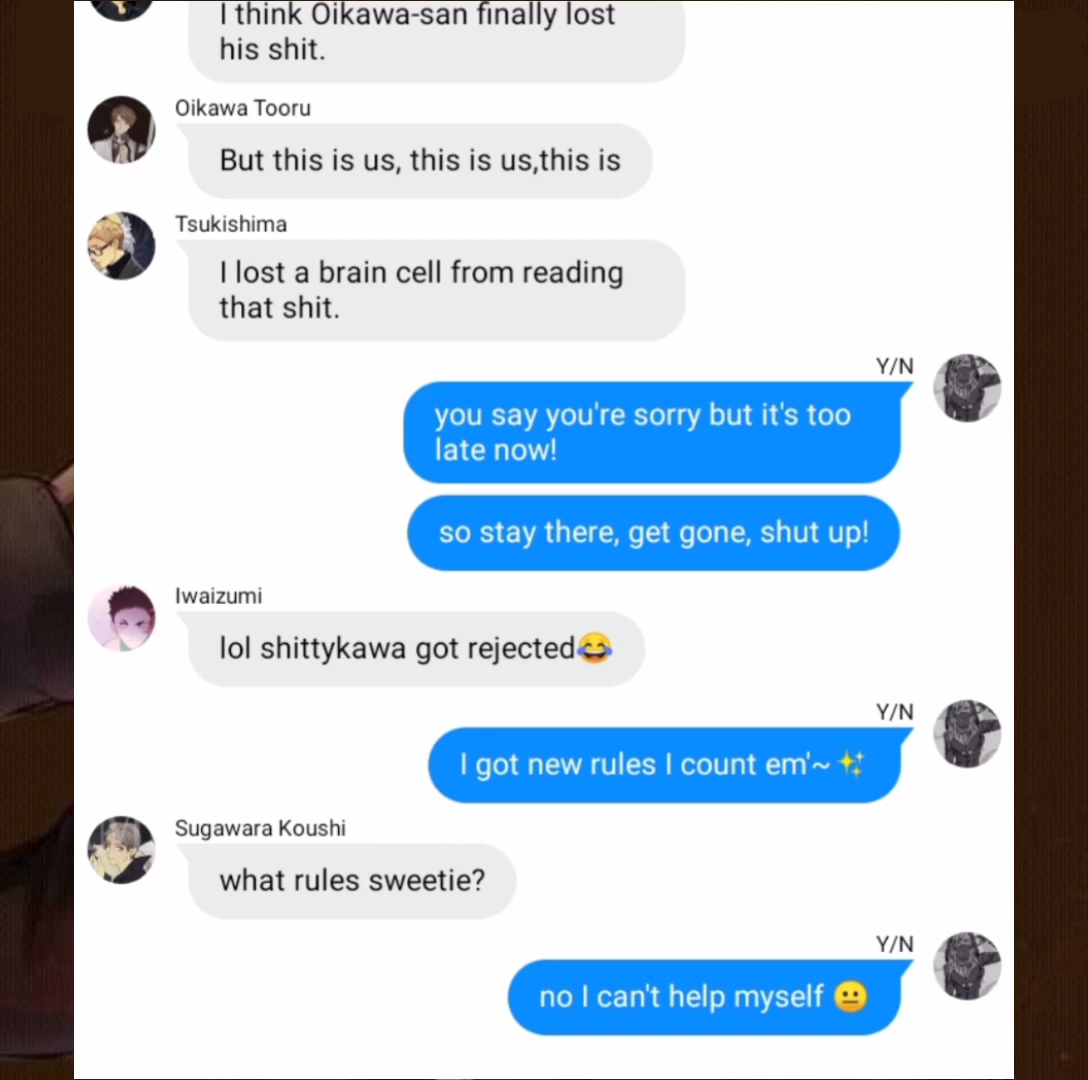 I think Oikawa-san finally lost
his shit.
Oikawa Tooru
But this is us, this is us,this is
Tsukishima
I lost a brain cell from reading
that shit.
Y/N
you say you're sorry but it's too
late now!
so stay there, get gone, shut up!
Iwaizumi
lol shittykawa got rejected😂
Y/N
I got new rules I count em'~✨
Sugawara Koushi
what rules sweetie?
Y/N
no I can't help myself 😐